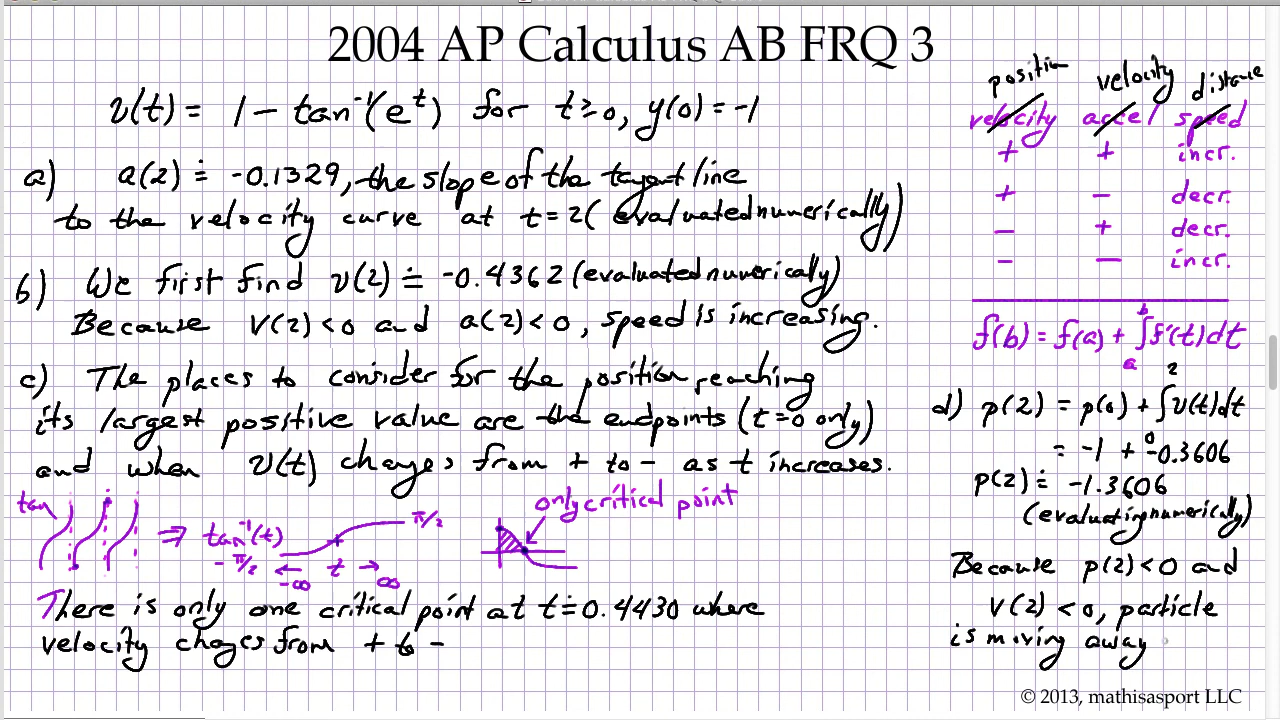 2004 AP Calculus AB FRQ 3
v(t) = 1 - tan⁻¹(eᵗ) for t ≥ 0, y(0) = -1
a) a(2) ≐ -0.1329, the slope of the tangent line
to the velocity curve at t = 2 (evaluated numerically)
b) We first find v(2) ≐ -0.4362 (evaluated numerically)
Because v(2) < 0 and a(2) < 0, speed is increasing.
c) The places to consider for the position reaching
its largest positive value are the endpoints (t = 0 only)
and when v(t) changes from + to - as t increases.
tan ⇒ tan⁻¹(t) π/2
-π/2 ← t →
-∞ ∞
only critical point
There is only one critical point at t ≐ 0.4430 where
velocity changes from + to -
position velocity distance
velocity accel speed
+ + incr.
+ - decr.
- + decr.
- - incr.
f(b) = f(a) + ∫ₐᵇ f'(t)dt
d) p(2) = p(0) + ∫₀² v(t)dt
= -1 + -0.3606
p(2) ≐ -1.3606
(evaluating numerically)
Because p(2) < 0 and
v(2) < 0, particle
is moving away
© 2013, mathisasport LLC